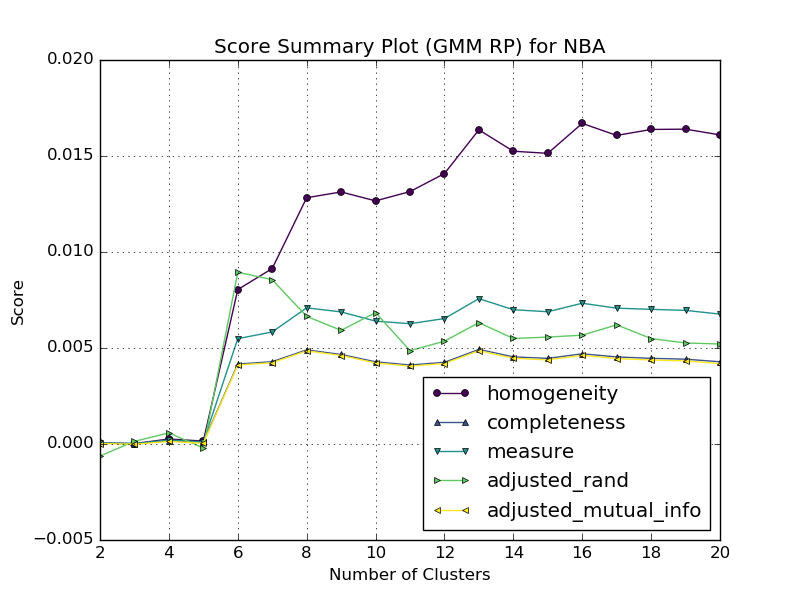 Score Summary Plot (GMM RP) for NBA
0.020
0.015
0.010
0.005
0.000
−0.005
Score
2 4 6 8 10 12 14 16 18 20
Number of Clusters
homogeneity
completeness
measure
adjusted_rand
adjusted_mutual_info